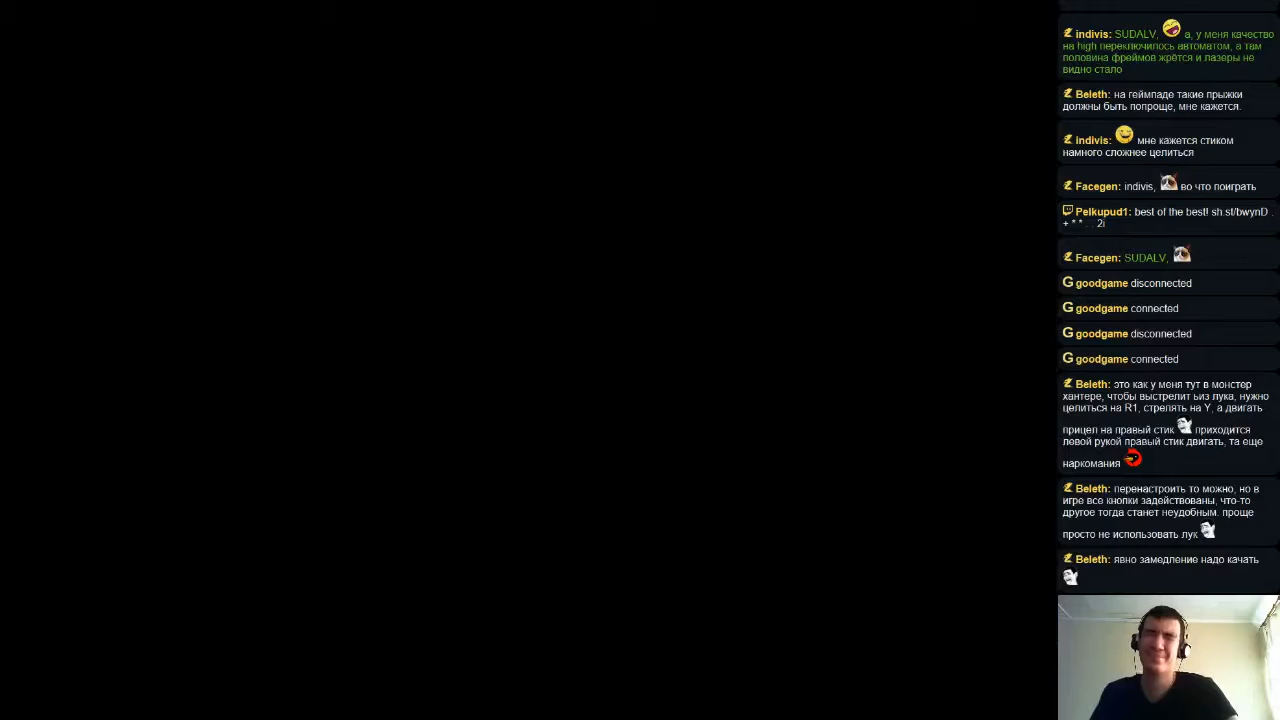 indivis: SUDALV, а, у меня качество
на high переключилось автоматом, а там
половина фреймов жрётся и лазеры не
видно стало
Beleth: на геймпаде такие прыжки
должны быть попроще, мне кажется.
indivis: мне кажется стиком
намного сложнее целиться
Facegen: indivis, во что поиграть
Pelkupud1: best of the best! sh.st/bwynD .
+ * * . . 2i
Facegen: SUDALV,
goodgame disconnected
goodgame connected
goodgame disconnected
goodgame connected
Beleth: это как у меня тут в монстер
хантере, чтобы выстрелит ьиз лука, нужно
целиться на R1, стрелять на Y, а двигать
прицел на правый стик приходится
левой рукой правый стик двигать, та еще
наркомания
Beleth: перенастроить то можно, но в
игре все кнопки задействованы, что-то
другое тогда станет неудобным. проще
просто не использовать лук
Beleth: явно замедление надо качать